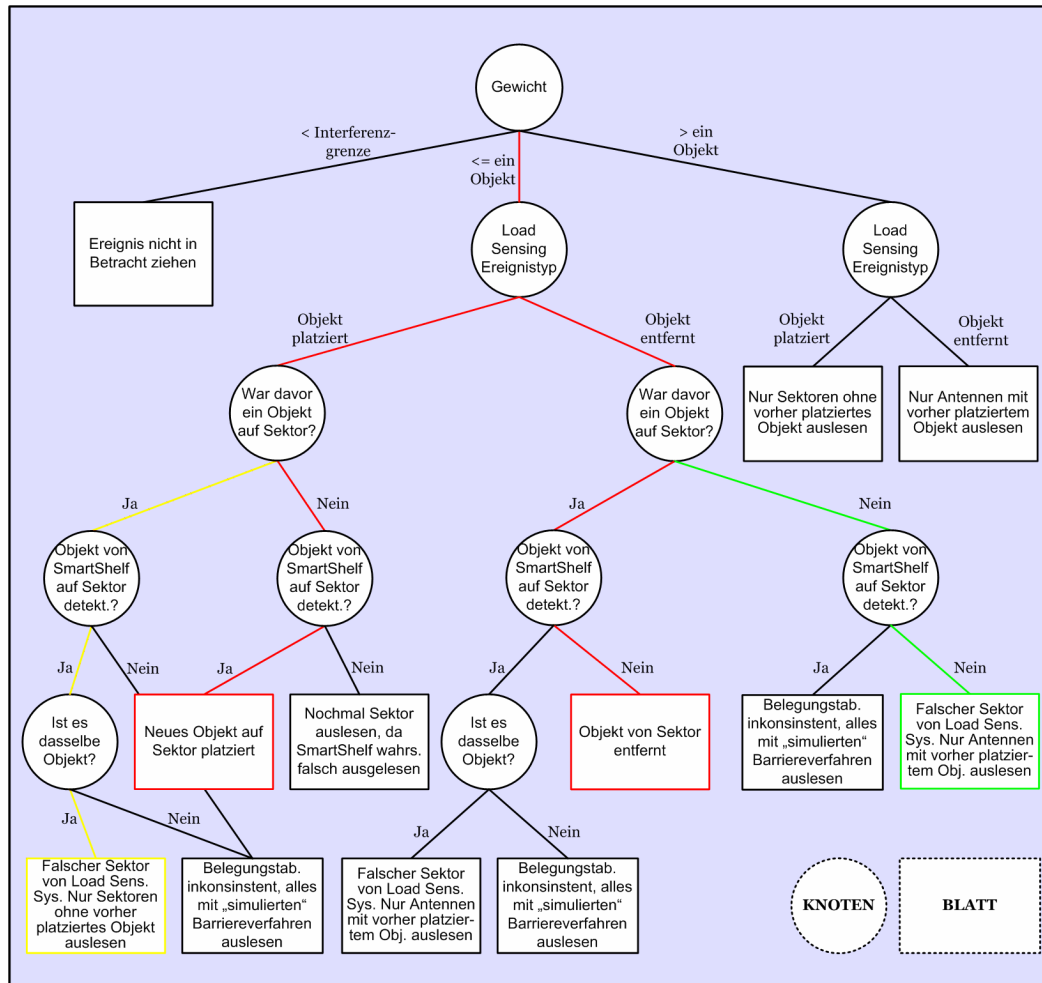 Gewicht
< Interferenz-
grenze
<= ein
Objekt
> ein
Objekt
Ereignis nicht in
Betracht ziehen
Load
Sensing
Ereignistyp
Load
Sensing
Ereignistyp
Objekt
platziert
Objekt
entfernt
Objekt
platziert
Objekt
entfernt
War davor
ein Objekt
auf Sektor?
War davor
ein Objekt
auf Sektor?
Nur Sektoren ohne
vorher platziertes
Objekt auslesen
Nur Antennen mit
vorher platziertem
Objekt auslesen
Ja
Nein
Ja
Nein
Objekt von
SmartShelf
auf Sektor
detekt.?
Objekt von
SmartShelf
auf Sektor
detekt.?
Objekt von
SmartShelf
auf Sektor
detekt.?
Objekt von
SmartShelf
auf Sektor
detekt.?
Ja
Nein
Ja
Nein
Ja
Nein
Ja
Nein
Ist es
dasselbe
Objekt?
Neues Objekt auf
Sektor platziert
Nochmal Sektor
auslesen, da
SmartShelf wahrs.
falsch ausgelesen
Ist es
dasselbe
Objekt?
Objekt von Sektor
entfernt
Belegungstab.
inkonsinstent, alles
mit „simulierten“
Barriereverfahren
auslesen
Falscher Sektor
von Load Sens.
Sys. Nur Antennen
mit vorher platzier-
tem Obj. auslesen
Ja
Nein
Ja
Nein
Falscher Sektor
von Load Sens.
Sys. Nur Sektoren
ohne vorher
platziertes Objekt
auslesen
Belegungstab.
inkonsinstent, alles
mit „simulierten“
Barriereverfahren
auslesen
Falscher Sektor
von Load Sens.
Sys. Nur Antennen
mit vorher platzier-
tem Obj. auslesen
Belegungstab.
inkonsinstent, alles
mit „simulierten“
Barriereverfahren
auslesen
KNOTEN
BLATT